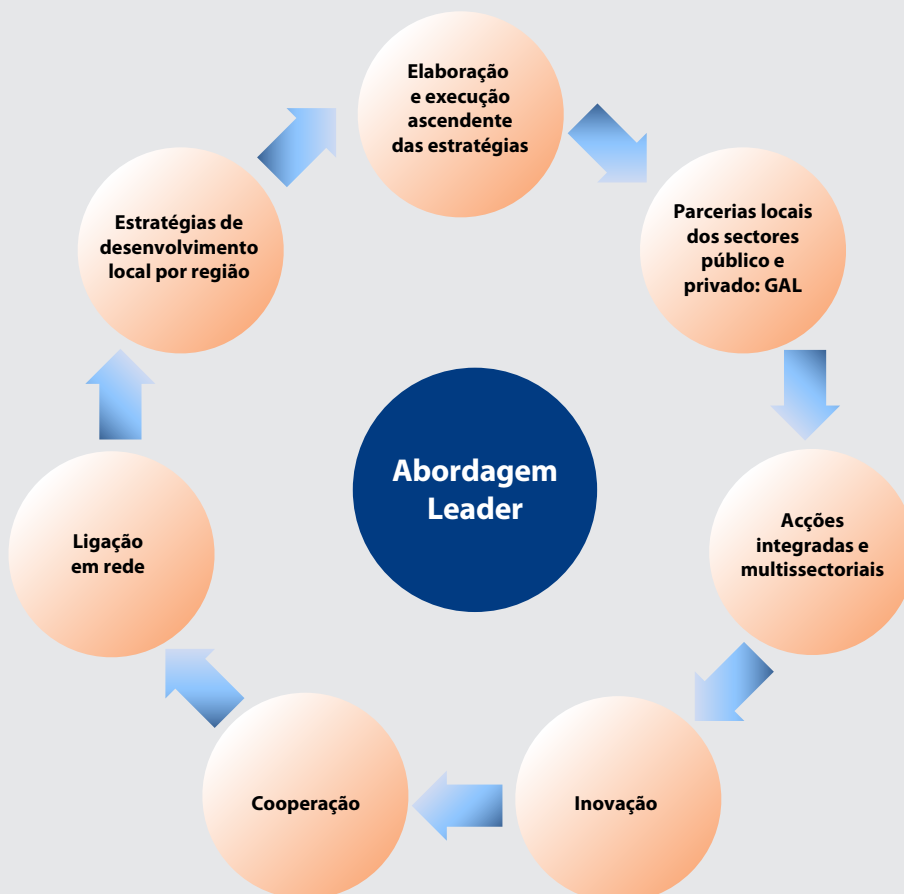 Elaboração
e execução
ascendente
das estratégias
Parcerias locais
dos sectores
público e
privado: GAL
Acções
integradas e
multissectoriais
Inovação
Cooperação
Ligação
em rede
Estratégias de
desenvolvimento
local por região
Abordagem
Leader